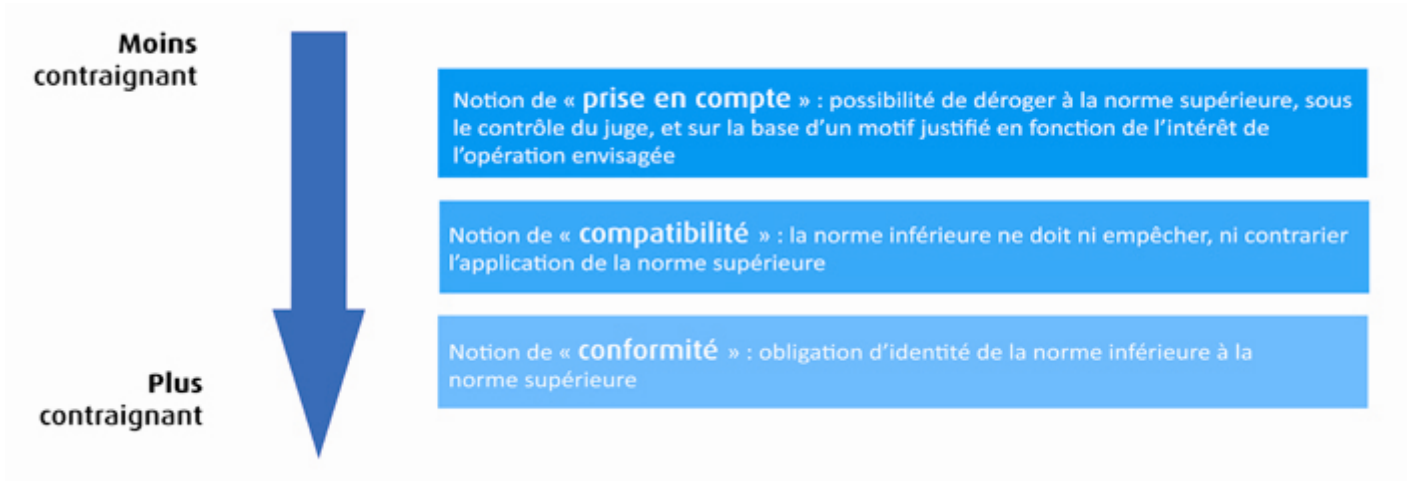 Moins
contraignant
Notion de « prise en compte » : possibilité de déroger à la norme supérieure, sous
le contrôle du juge, et sur la base d'un motif justifié en fonction de l'intérêt de
l'opération envisagée
Notion de « compatibilité » : la norme inférieure ne doit ni empêcher, ni contrarier
l'application de la norme supérieure
Notion de « conformité » : obligation d'identité de la norme inférieure à la
norme supérieure
Plus
contraignant